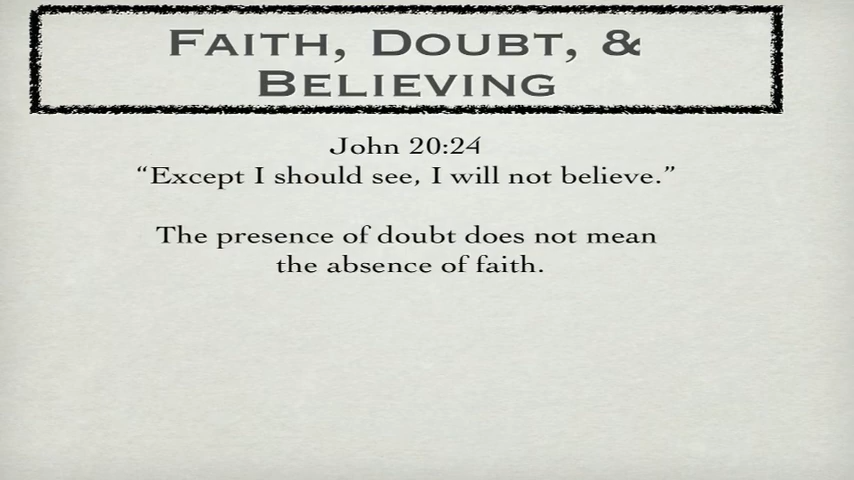 FAITH, DOUBT, &
BELIEVING
John 20:24
“Except I should see, I will not believe.”
The presence of doubt does not mean
the absence of faith.